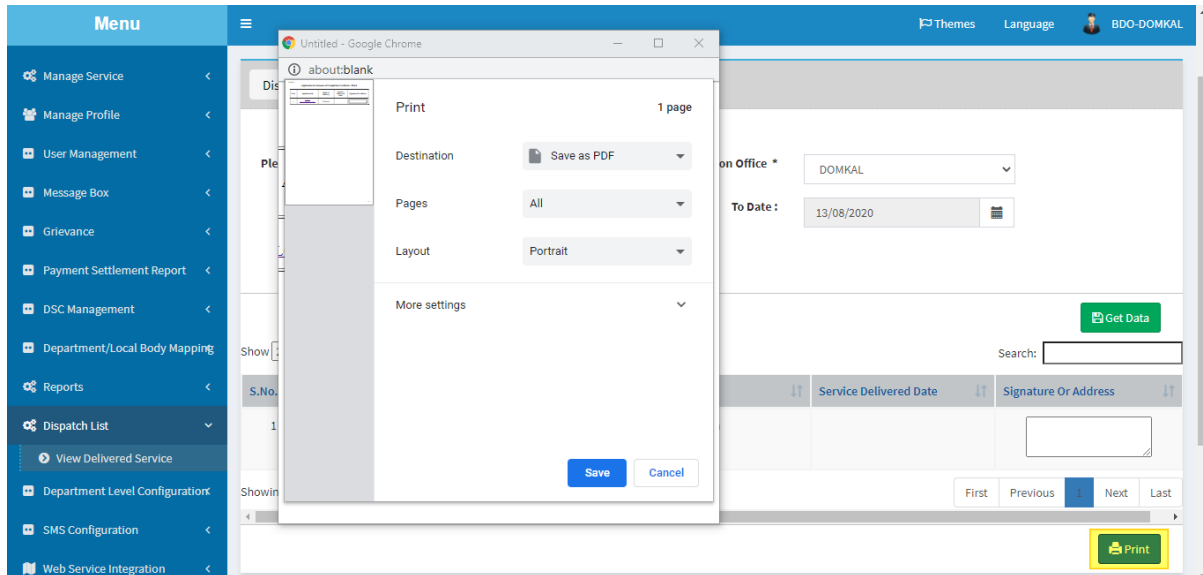 Menu
Themes Language BDO-DOMKAL
Manage Service
Manage Profile
User Management
Message Box
Grievance
Payment Settlement Report
DSC Management
Department/Local Body Mapping
Reports
Dispatch List
View Delivered Service
Department Level Configuration
SMS Configuration
Web Service Integration
Untitled - Google Chrome
about:blank
Print 1 page
Destination Save as PDF
Pages All
Layout Portrait
More settings
Save Cancel
Dis
Ple
on Office * DOMKAL
To Date : 13/08/2020
Get Data
Show
Search:
S.No. Service Delivered Date Signature Or Address
1
Showin
First Previous 1 Next Last
Print